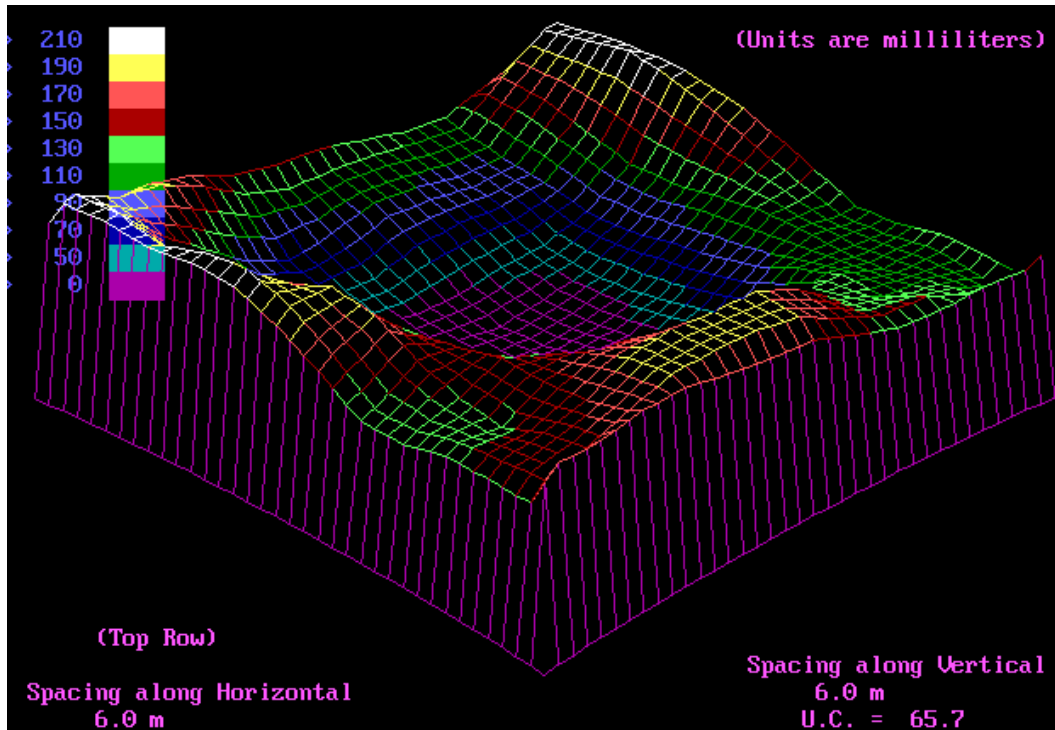 210
(Units are milliliters)
190
170
150
130
110
90
70
50
0
(Top Row)
Spacing along Horizontal
6.0 m
Spacing along Vertical
6.0 m
U.C. = 65.7